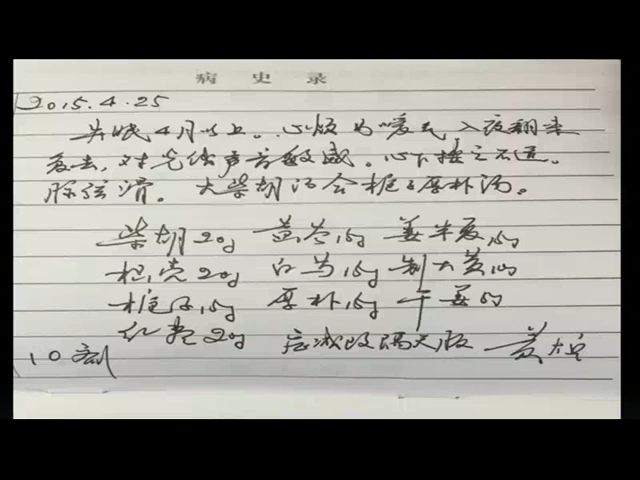 病史录
2015.4.25
失眠4月以上。心烦易嗳气入夜翻来
复去,对光线声音敏感。心下按之不适。
脉弦滑。大柴胡汤合栀子厚朴汤。
柴胡20g 黄芩15g 姜半夏15g
枳壳20g 白芍15g 制大黄10g
栀子15g 厚朴15g 干姜5g
红枣20g
10剂 黄